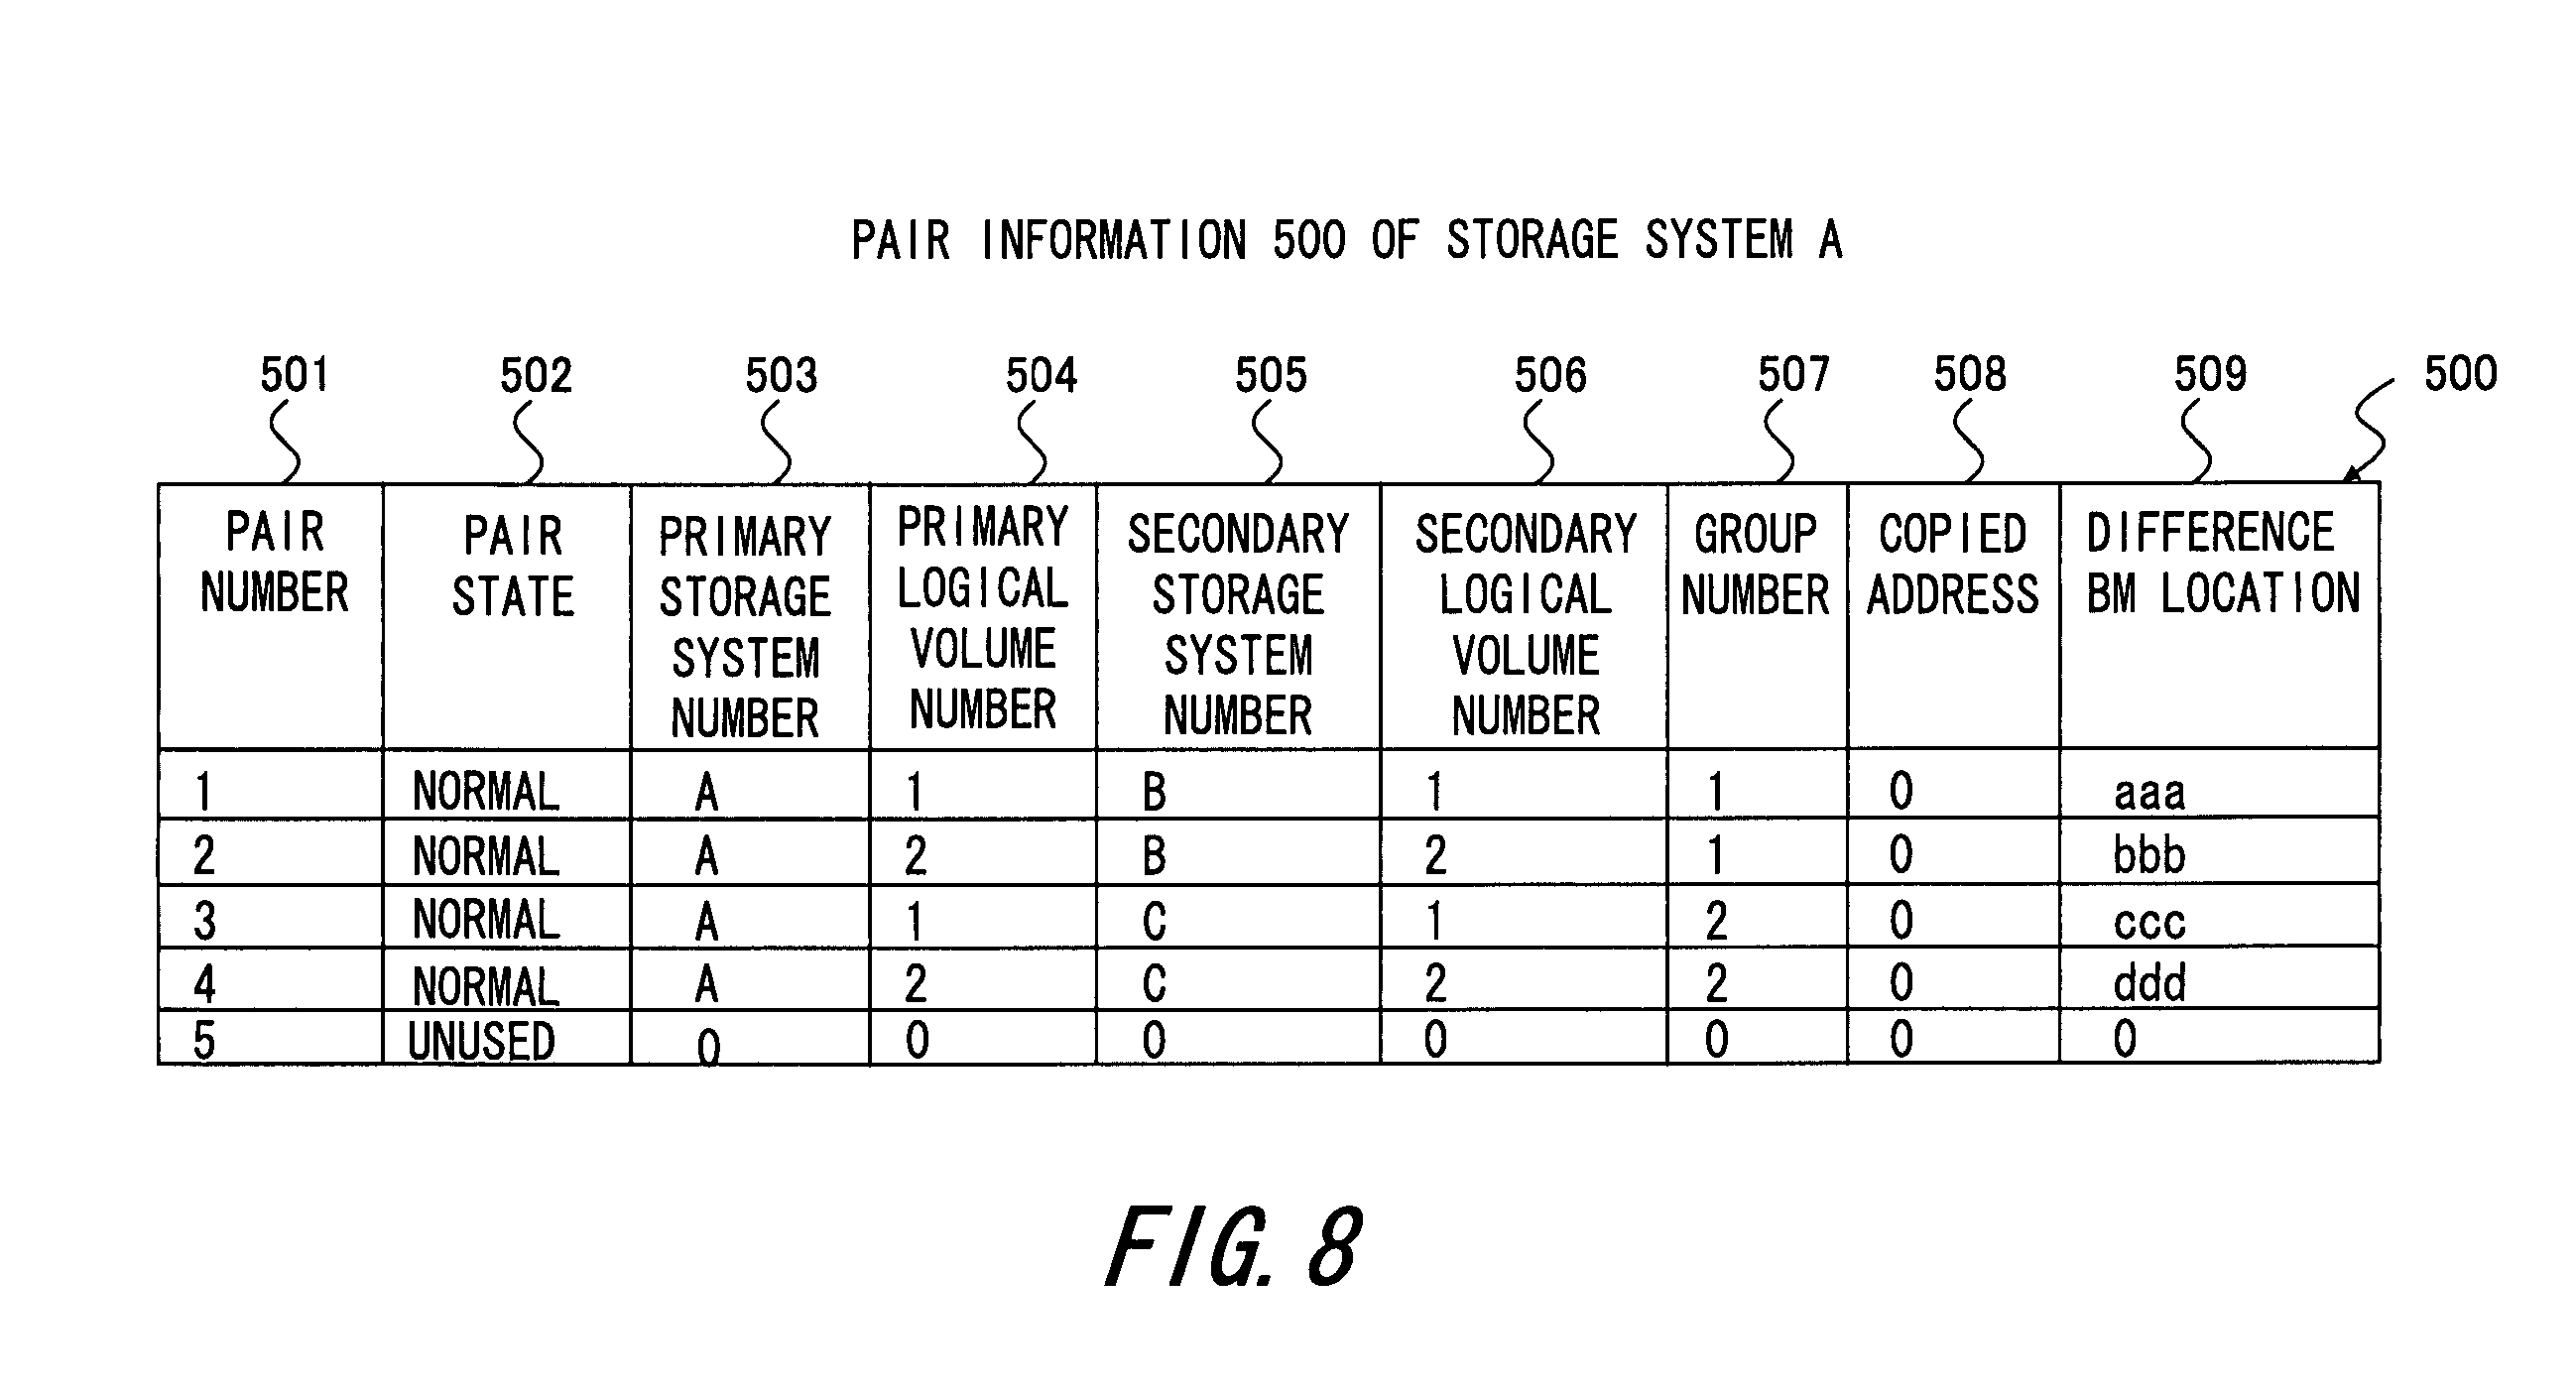 PAIR INFORMATION 500 OF STORAGE SYSTEM A
501 502 503 504 505 506 507 508 509 500
PAIR NUMBER
PAIR STATE
PRIMARY STORAGE SYSTEM NUMBER
PRIMARY LOGICAL VOLUME NUMBER
SECONDARY STORAGE SYSTEM NUMBER
SECONDARY LOGICAL VOLUME NUMBER
GROUP NUMBER
COPIED ADDRESS
DIFFERENCE BM LOCATION
1 NORMAL A 1 B 1 1 0 aaa
2 NORMAL A 2 B 2 1 0 bbb
3 NORMAL A 1 C 1 2 0 ccc
4 NORMAL A 2 C 2 2 0 ddd
5 UNUSED 0 0 0 0 0 0 0
FIG. 8